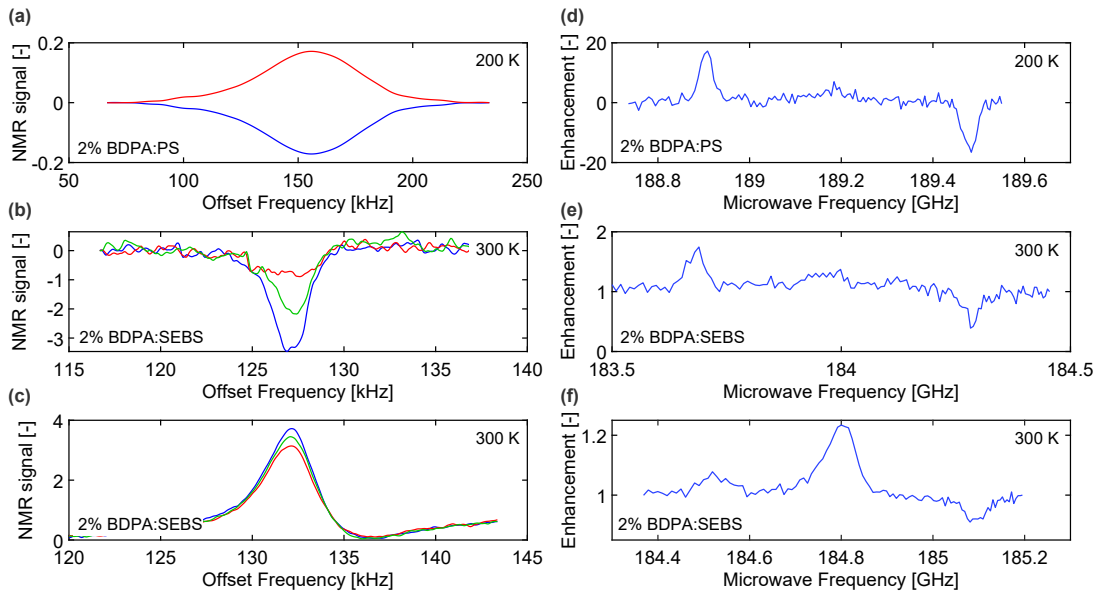 (a)
NMR signal [-]
0.2
0
-0.2
200 K
2% BDPA:PS
50 100 150 200 250
Offset Frequency [kHz]
(b)
NMR signal [-]
0
-1
-2
-3
300 K
2% BDPA:SEBS
115 120 125 130 135 140
Offset Frequency [kHz]
(c)
NMR signal [-]
4
2
0
300 K
2% BDPA:SEBS
120 125 130 135 140 145
Offset Frequency [kHz]
(d)
Enhancement [-]
20
0
-20
200 K
2% BDPA:PS
188.8 189 189.2 189.4 189.6
Microwave Frequency [GHz]
(e)
Enhancement [-]
2
1
0
300 K
2% BDPA:SEBS
183.5 184 184.5
Microwave Frequency [GHz]
(f)
Enhancement [-]
1.2
1
300 K
2% BDPA:SEBS
184.4 184.6 184.8 185 185.2
Microwave Frequency [GHz]